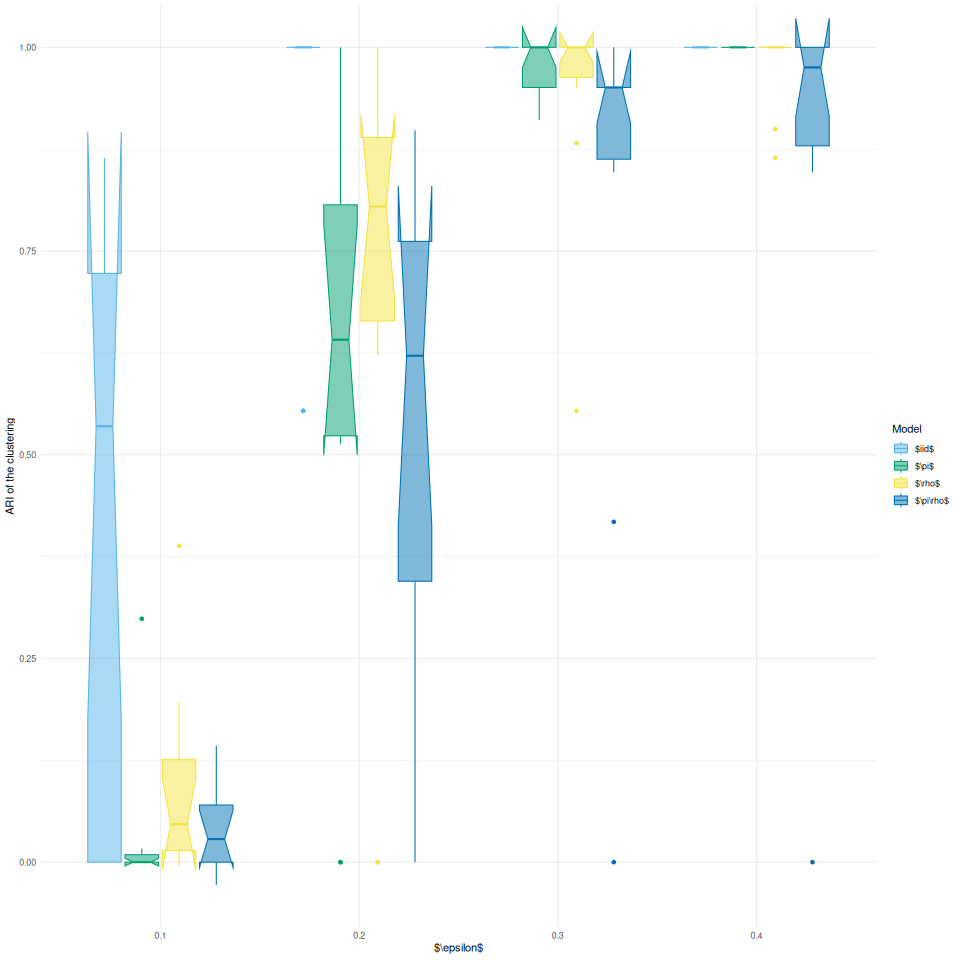 1.00
0.75
0.50
0.25
0.00
ARI of the clustering
0.1
0.2
0.3
0.4
$\epsilon$
Model
$iid$
$\pi$
$\rho$
$\pi\rho$